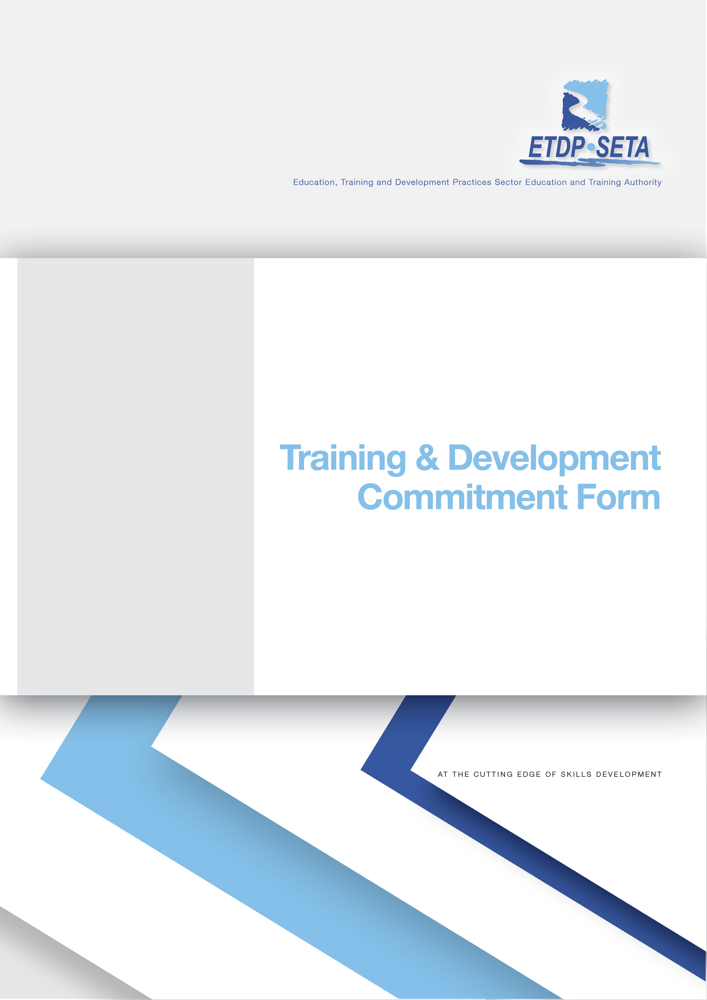 ETDP•SETA
Education, Training and Development Practices Sector Education and Training Authority
Training & Development
Commitment Form
AT THE CUTTING EDGE OF SKILLS DEVELOPMENT